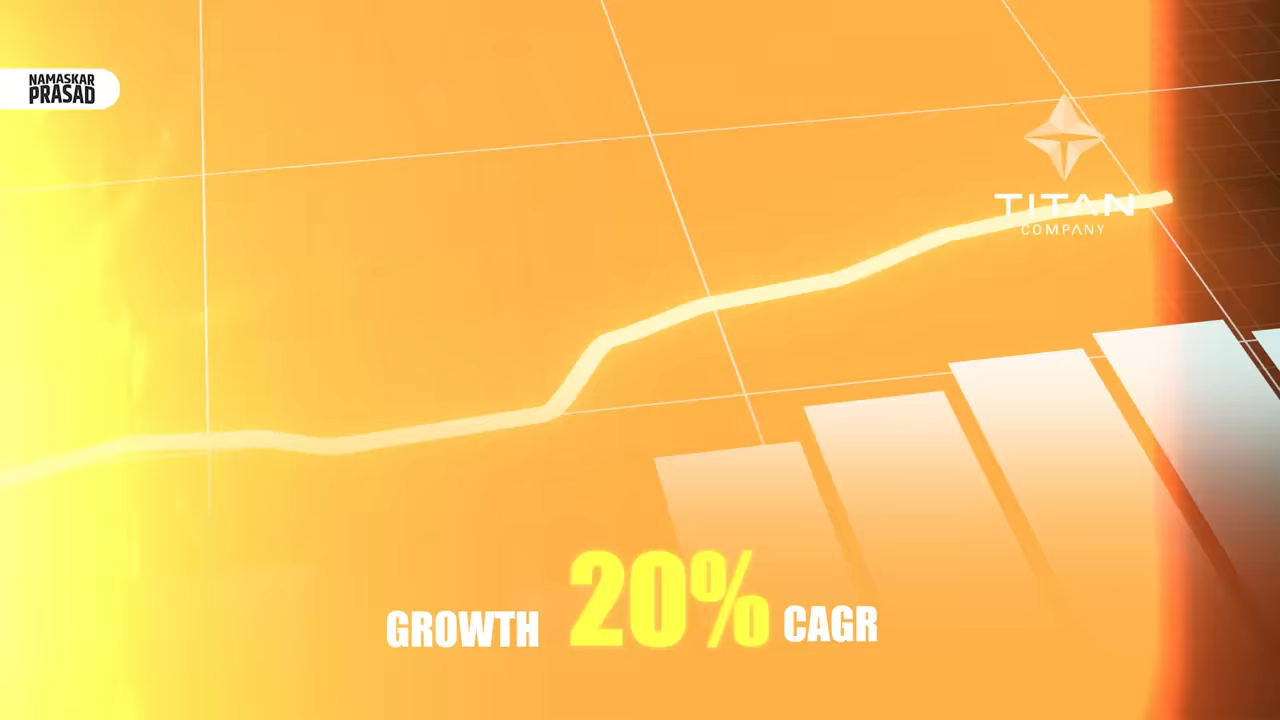 NAMASKAR
PRASAD
TITAN
COMPANY
GROWTH 20% CAGR